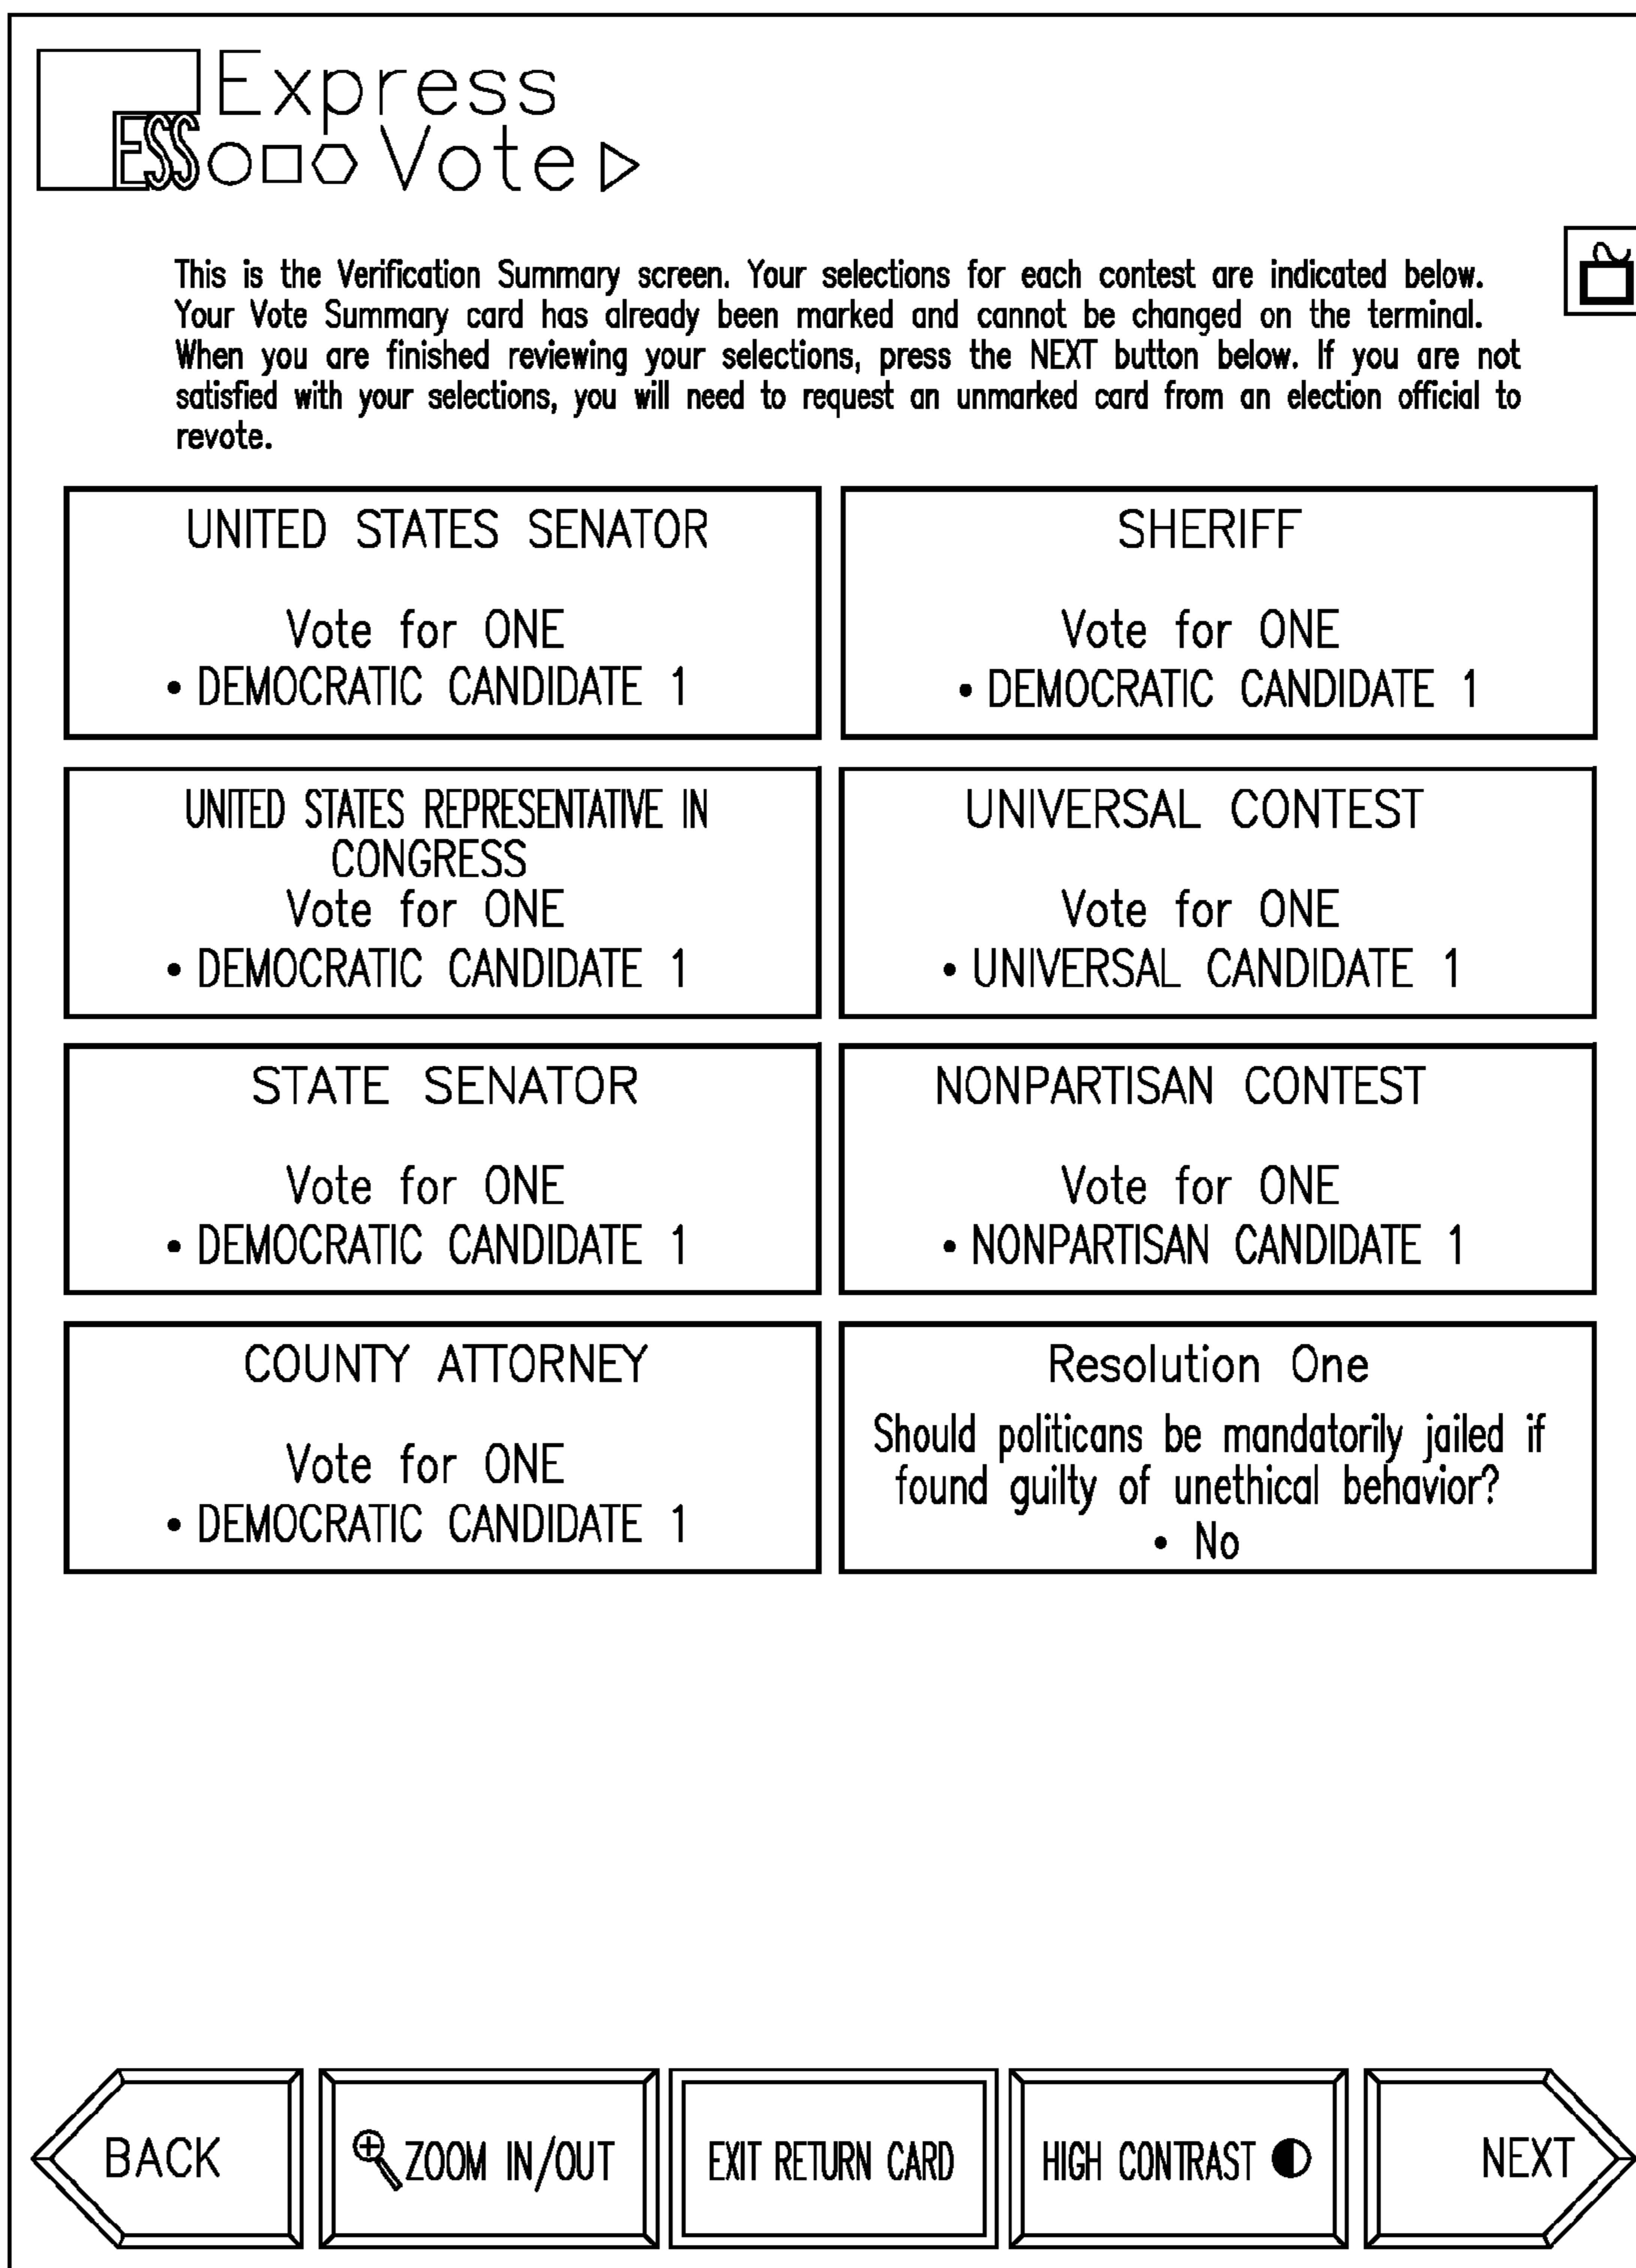 Express
ESS Vote
This is the Verification Summary screen. Your selections for each contest are indicated below.
Your Vote Summary card has already been marked and cannot be changed on the terminal.
When you are finished reviewing your selections, press the NEXT button below. If you are not
satisfied with your selections, you will need to request an unmarked card from an election official to
revote.
UNITED STATES SENATOR
Vote for ONE
• DEMOCRATIC CANDIDATE 1
SHERIFF
Vote for ONE
• DEMOCRATIC CANDIDATE 1
UNITED STATES REPRESENTATIVE IN
CONGRESS
Vote for ONE
• DEMOCRATIC CANDIDATE 1
UNIVERSAL CONTEST
Vote for ONE
• UNIVERSAL CANDIDATE 1
STATE SENATOR
Vote for ONE
• DEMOCRATIC CANDIDATE 1
NONPARTISAN CONTEST
Vote for ONE
• NONPARTISAN CANDIDATE 1
COUNTY ATTORNEY
Vote for ONE
• DEMOCRATIC CANDIDATE 1
Resolution One
Should politicans be mandatorily jailed if
found guilty of unethical behavior?
• No
BACK
ZOOM IN/OUT
EXIT RETURN CARD
HIGH CONTRAST
NEXT